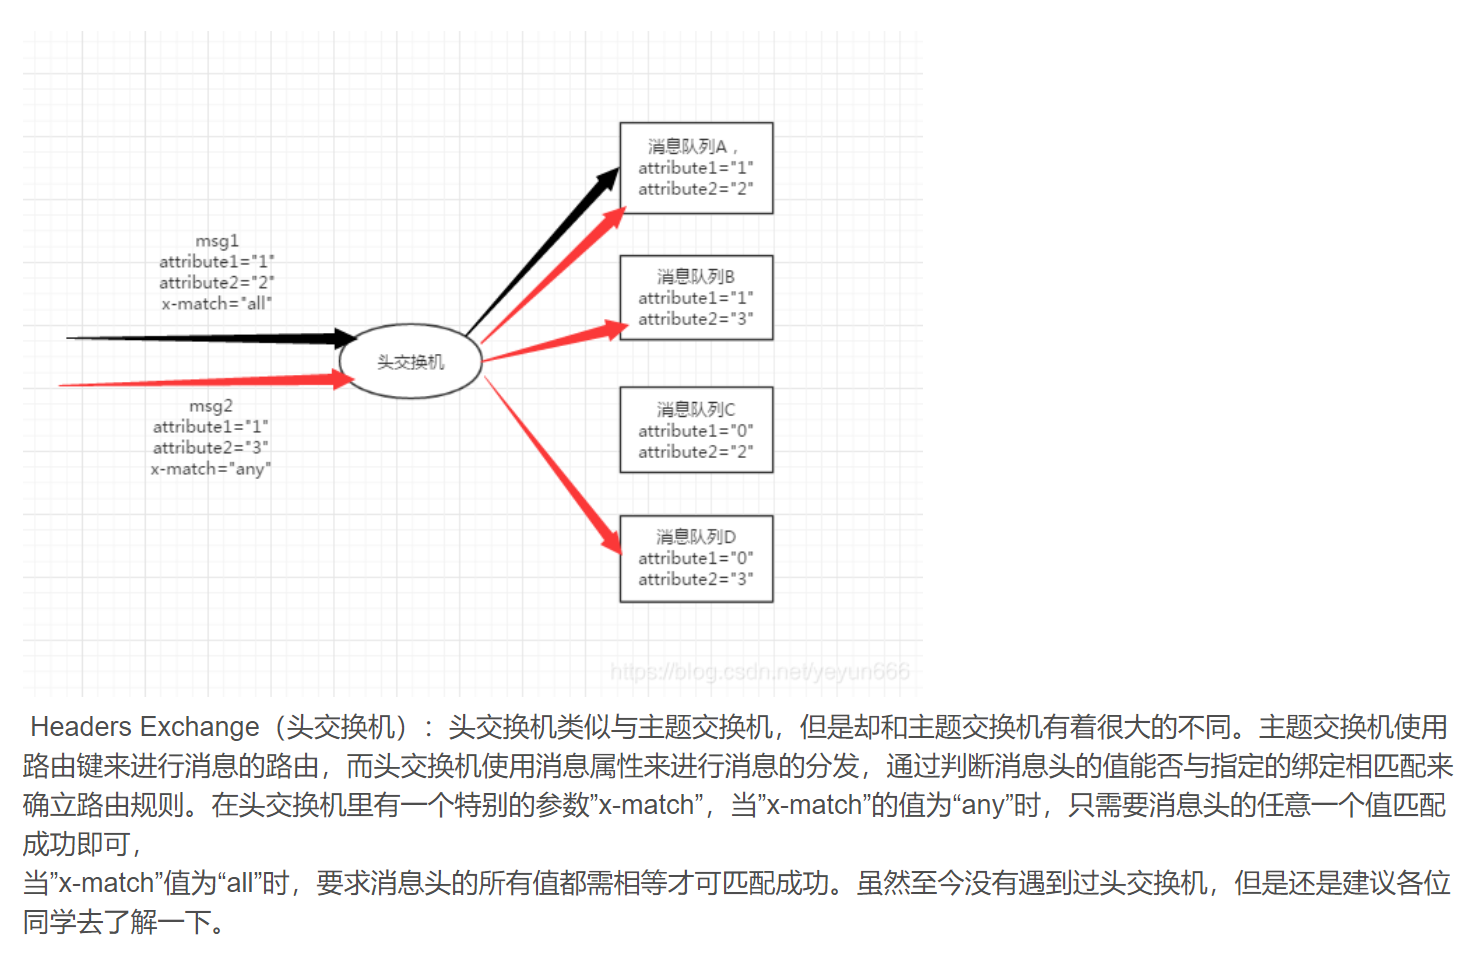 消息队列A，
attribute1="1"
attribute2="2"
msg1
attribute1="1"
attribute2="2"
x-match="all"
消息队列B
attribute1="1"
attribute2="3"
头交换机
msg2
attribute1="1"
attribute2="3"
x-match="any"
消息队列C
attribute1="0"
attribute2="2"
消息队列D
attribute1="0"
attribute2="3"
https://blog.csdn.net/yeyun666
Headers Exchange（头交换机）：头交换机类似与主题交换机，但是却和主题交换机有着很大的不同。主题交换机使用
路由键来进行消息的路由，而头交换机使用消息属性来进行消息的分发，通过判断消息头的值能否与指定的绑定相匹配来
确立路由规则。在头交换机里有一个特别的参数”x-match”，当”x-match”的值为“any”时，只需要消息头的任意一个值匹配
成功即可，
当”x-match”值为“all”时，要求消息头的所有值都需相等才可匹配成功。虽然至今没有遇到过头交换机，但是还是建议各位
同学去了解一下。